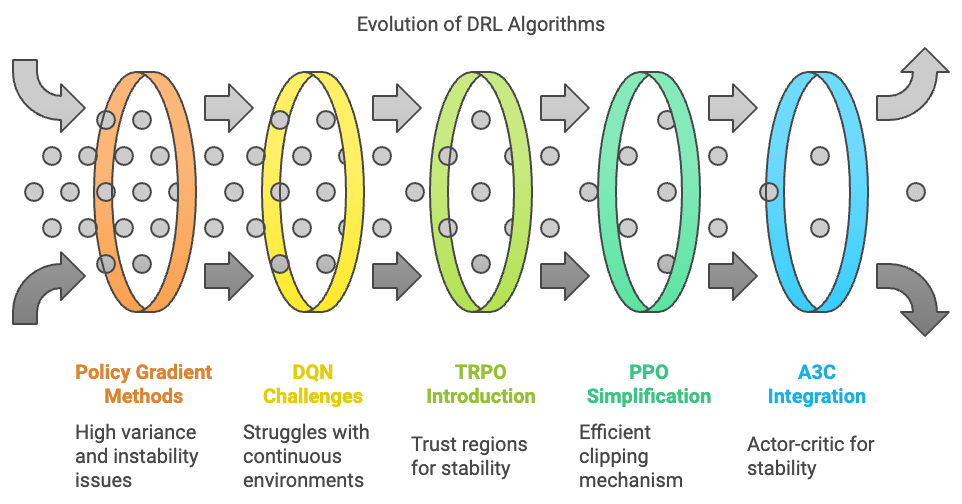 Evolution of DRL Algorithms
Policy Gradient
Methods
High variance
and instability
issues
DQN
Challenges
Struggles with
continuous
environments
TRPO
Introduction
Trust regions
for stability
PPO
Simplification
Efficient
clipping
mechanism
A3C
Integration
Actor-critic for
stability